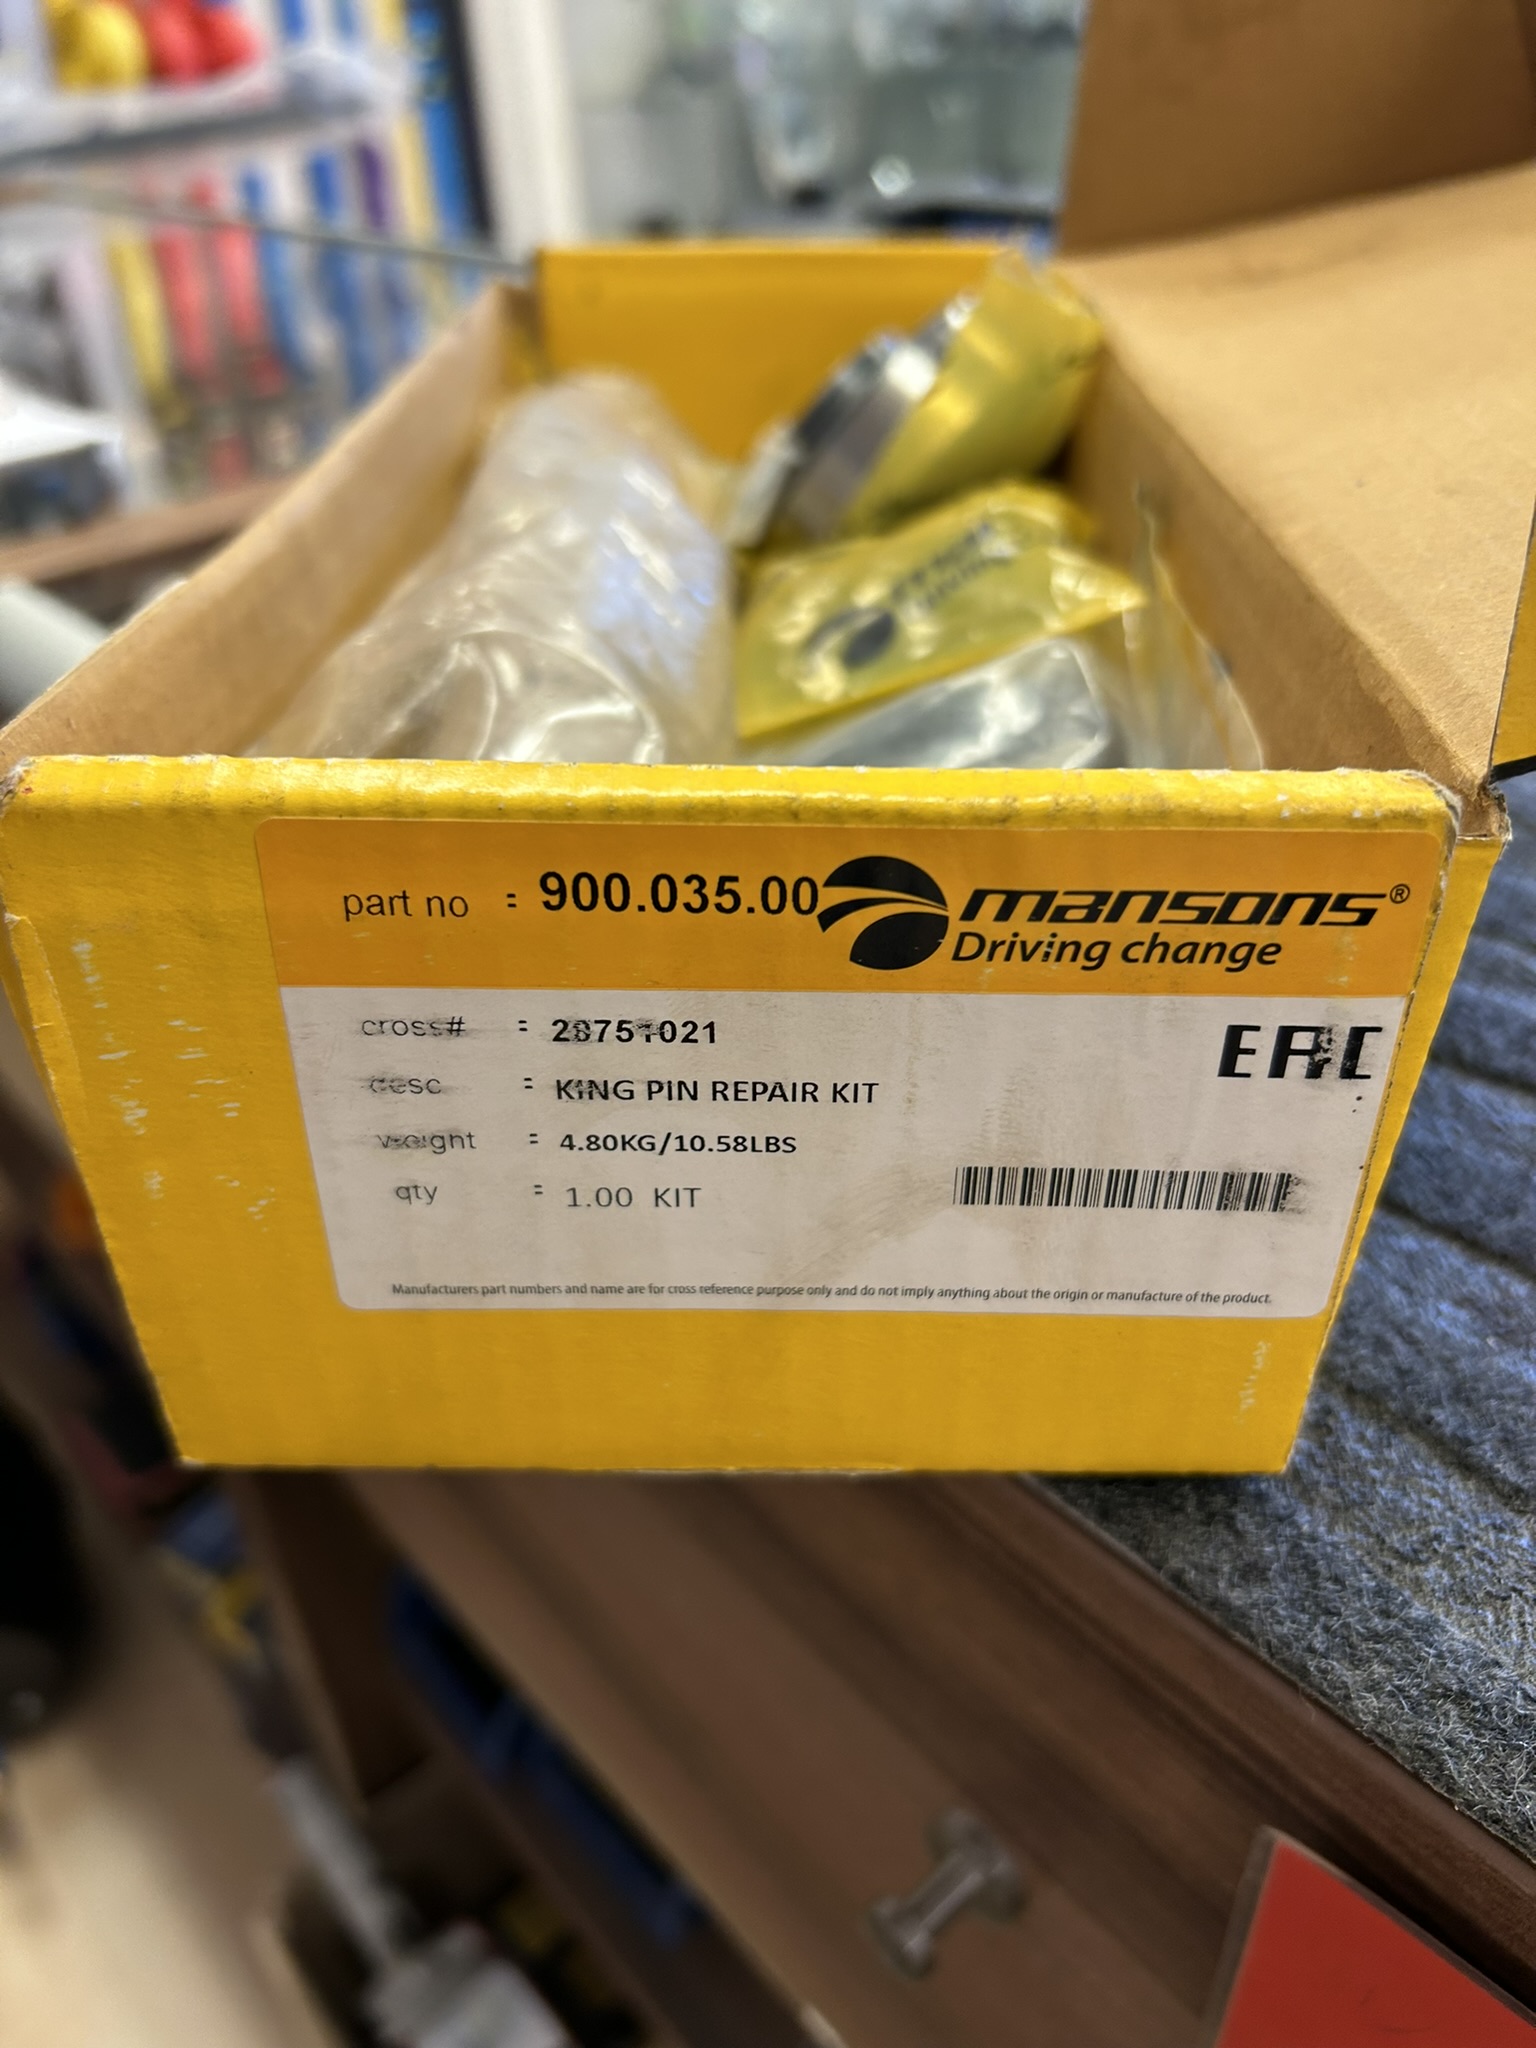 part no : 900.035.00
mansons®
Driving change
cross# : 20751021
desc : KING PIN REPAIR KIT
weight : 4.80KG/10.58LBS
qty : 1.00 KIT
EAC
Manufacturers part numbers and name are for cross reference purpose only and do not imply anything about the origin or manufacture of the product.